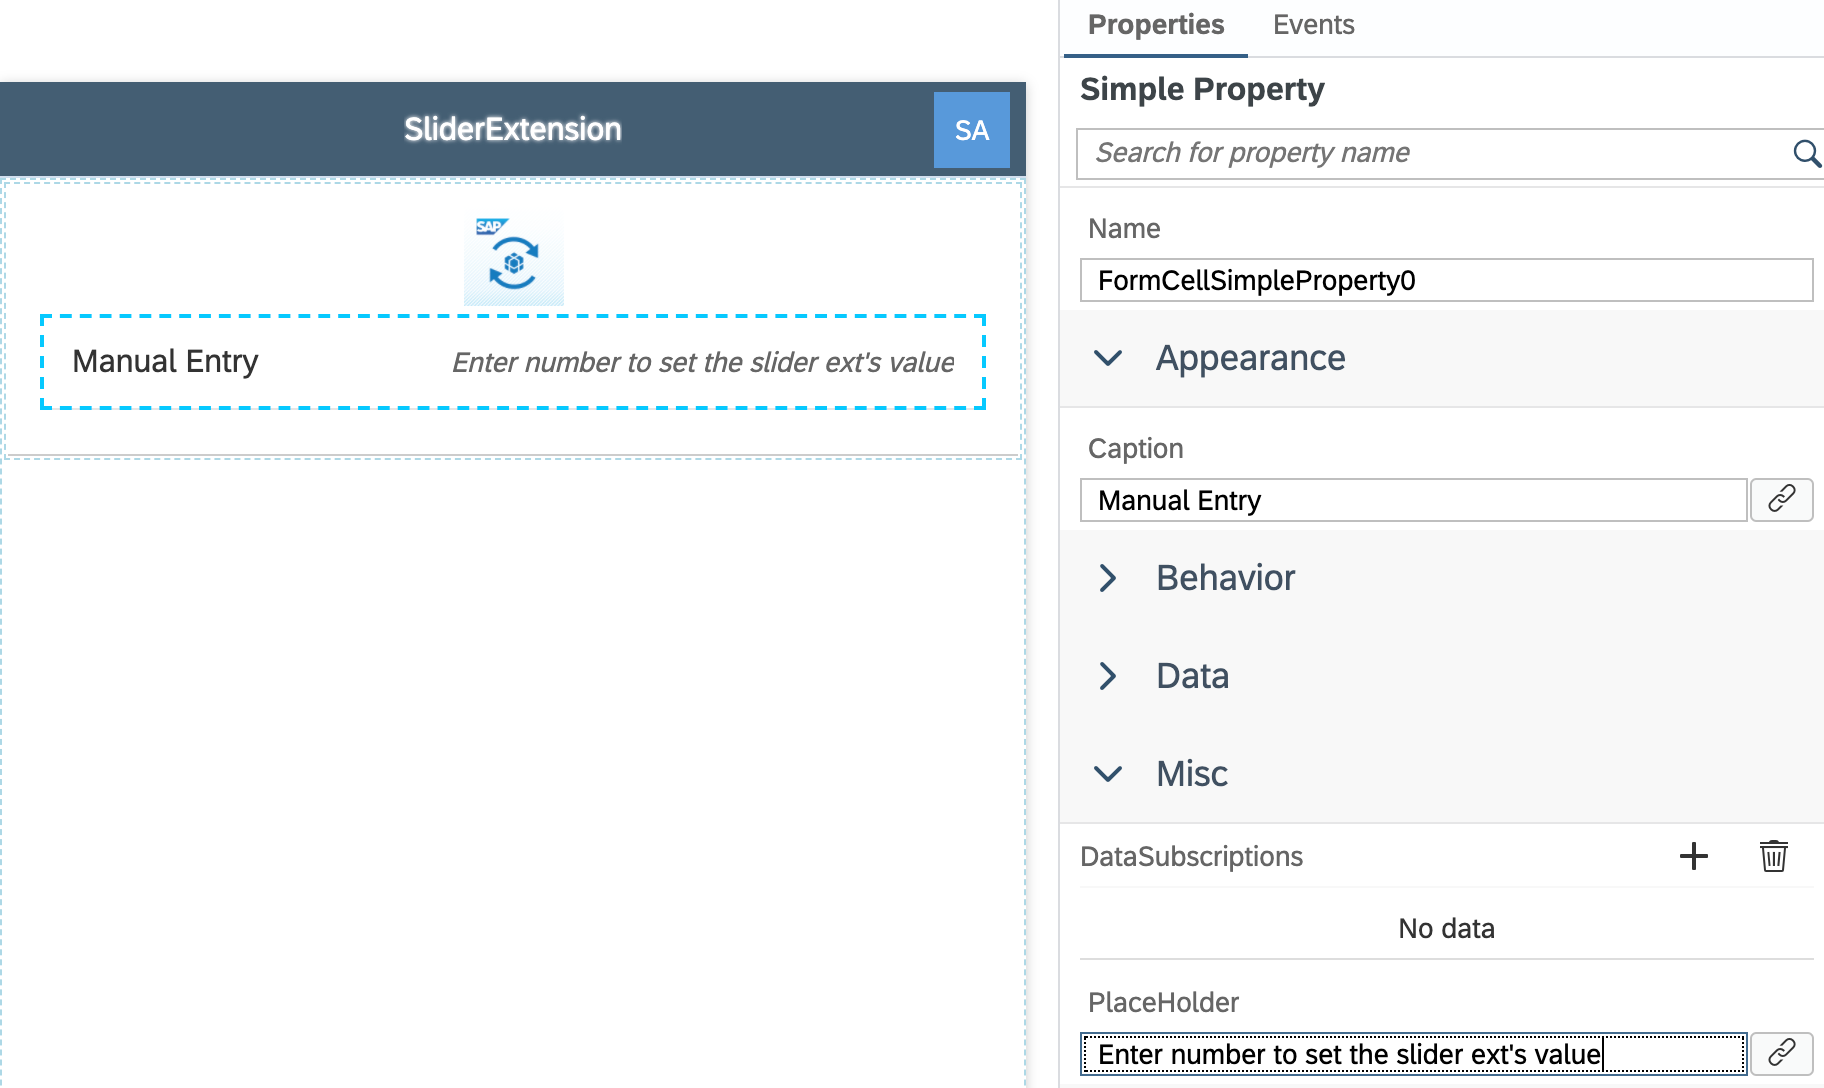 SliderExtension
SA
SAP
Manual Entry
Enter number to set the slider ext's value
Properties
Events
Simple Property
Search for property name
Name
FormCellSimpleProperty0
Appearance
Caption
Manual Entry
Behavior
Data
Misc
DataSubscriptions
No data
PlaceHolder
Enter number to set the slider ext's value